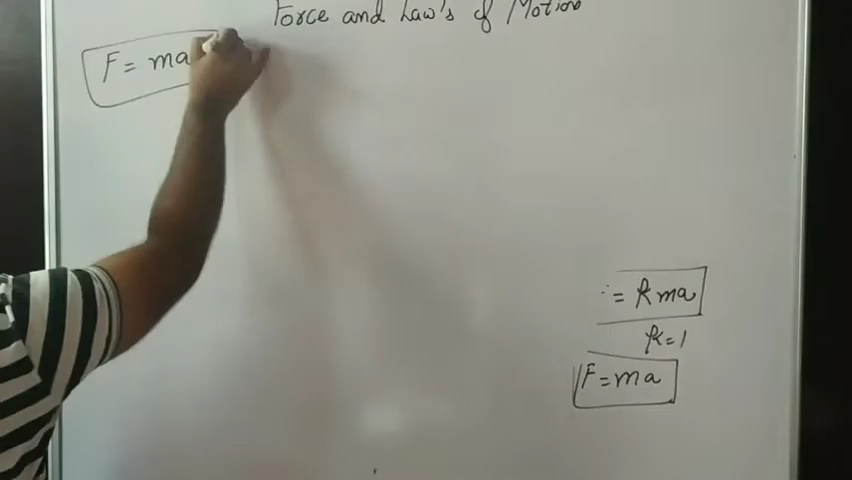 Force and Law's of Motion
F = ma
= k ma
k = 1
F = ma